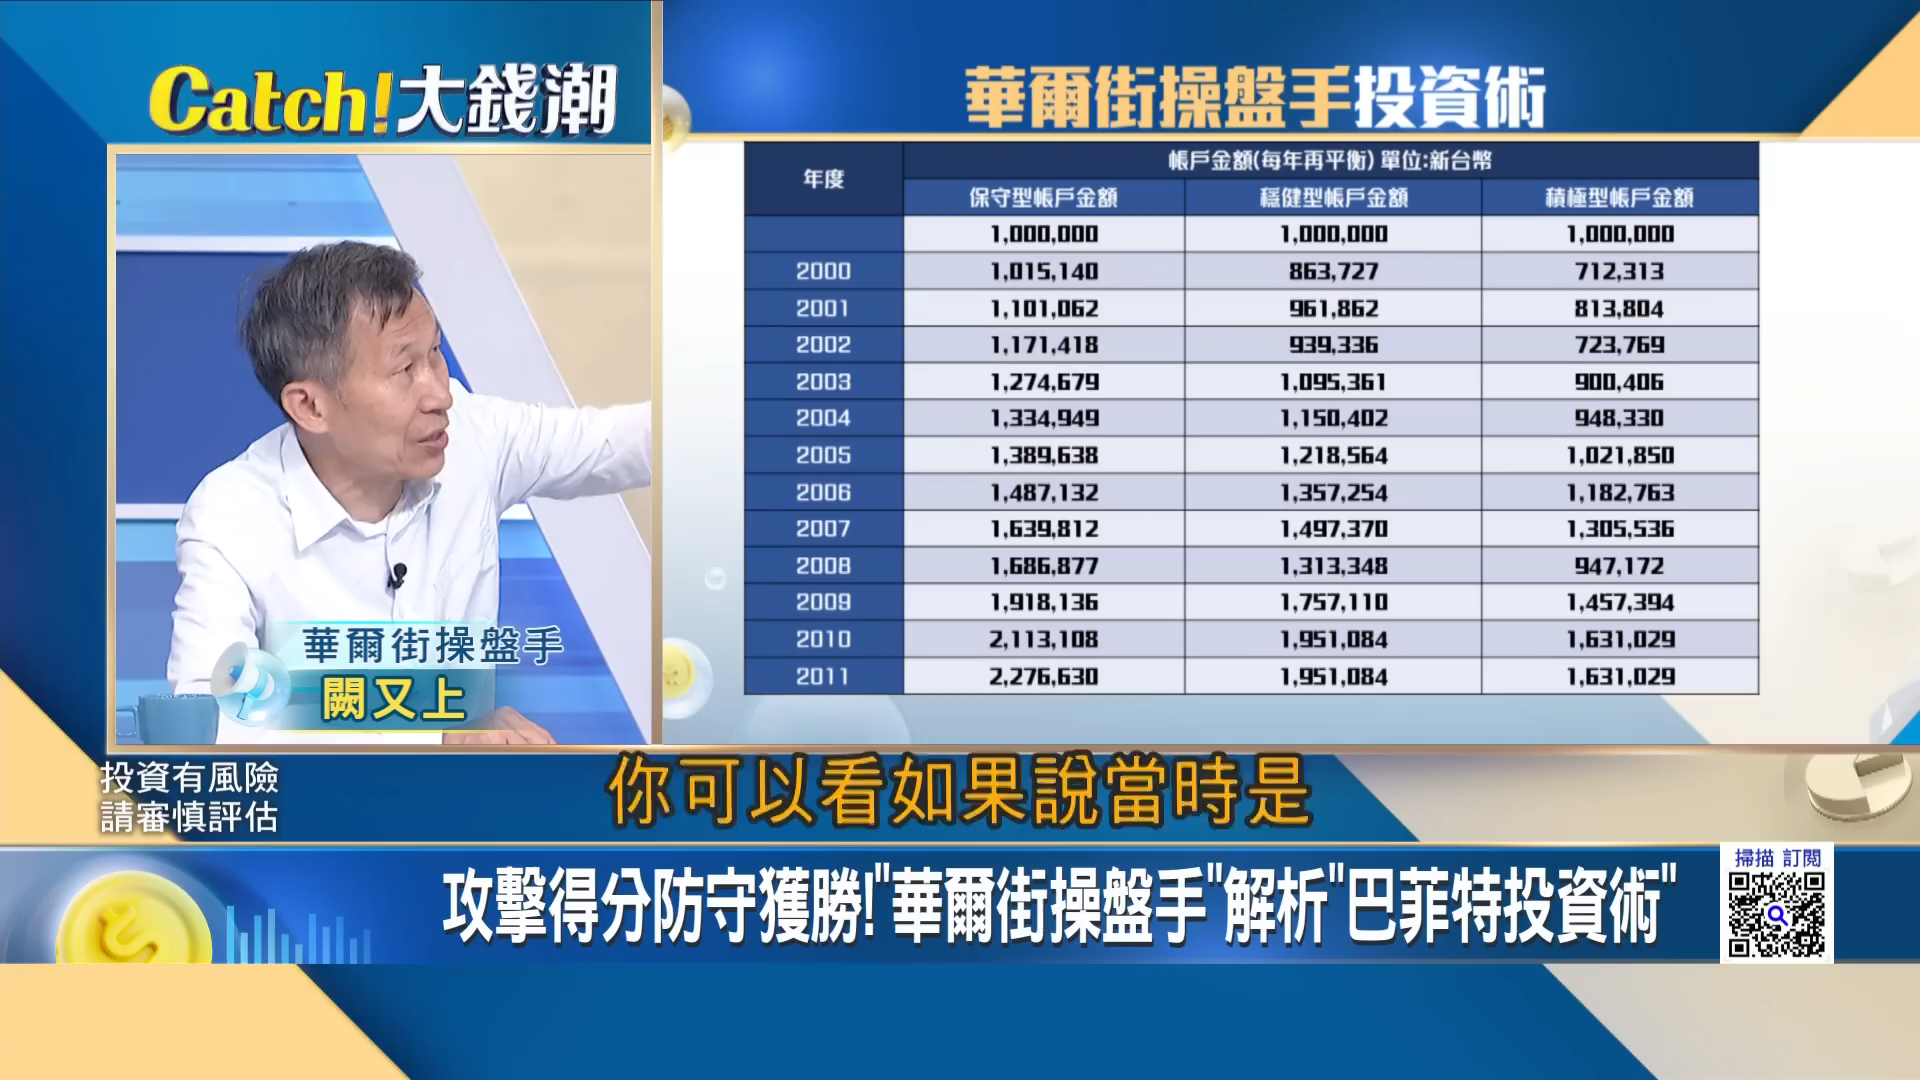 Catch!大錢潮
華爾街操盤手投資術
年度 帳戶金額(每年再平衡) 單位:新台幣
保守型帳戶金額 穩健型帳戶金額 積極型帳戶金額
1,000,000 1,000,000 1,000,000
2000 1,015,140 863,727 712,313
2001 1,101,062 961,862 813,804
2002 1,171,418 939,336 723,769
2003 1,274,679 1,095,361 900,406
2004 1,334,949 1,150,402 948,330
2005 1,389,638 1,218,564 1,021,850
2006 1,487,132 1,357,254 1,182,763
2007 1,639,812 1,497,370 1,305,536
2008 1,686,877 1,313,348 947,172
2009 1,918,136 1,757,110 1,457,394
2010 2,113,108 1,951,084 1,631,029
2011 2,276,630 1,951,084 1,631,029
華爾街操盤手
闕又上
投資有風險
請審慎評估
你可以看如果說當時是
攻擊得分防守獲勝!"華爾街操盤手"解析"巴菲特投資術"
掃描 訂閱